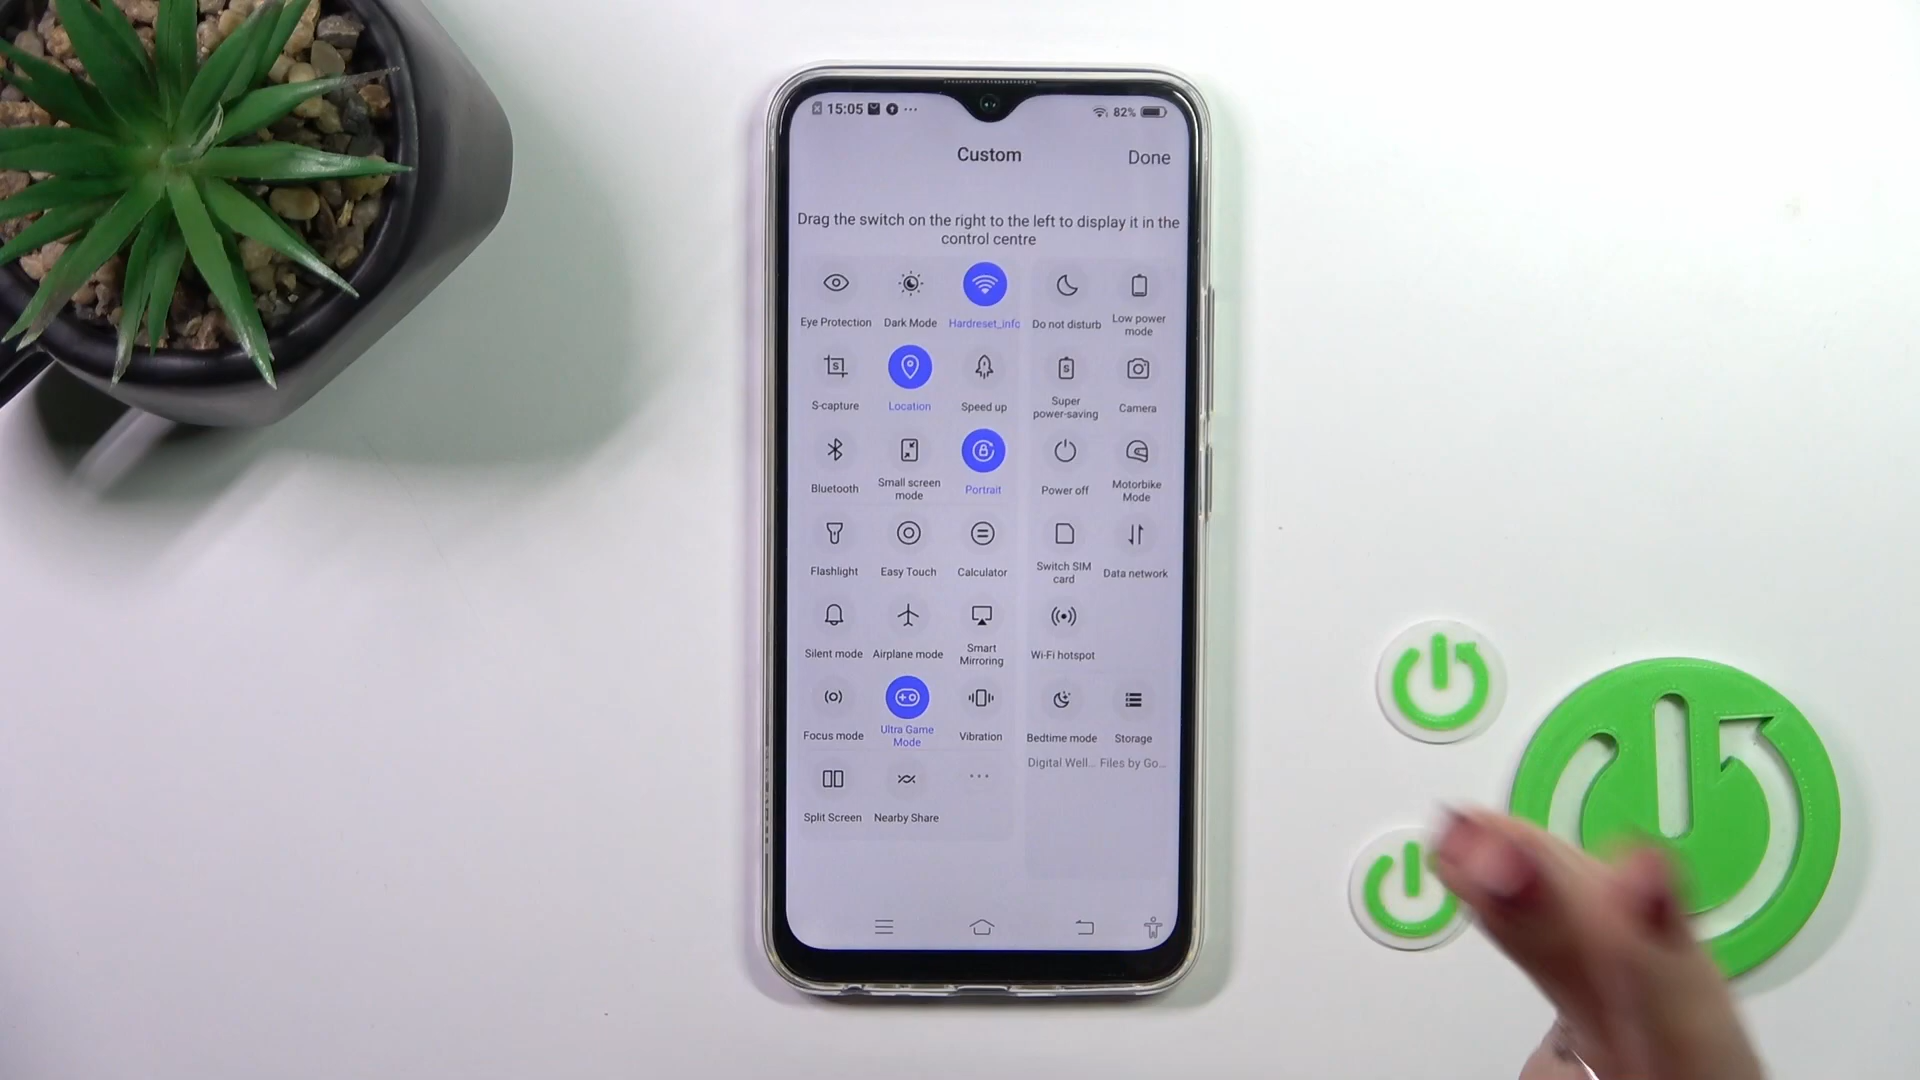 15:05
82%
Custom
Done
Drag the switch on the right to the left to display it in the
control centre
Eye Protection
Dark Mode
Hardreset_info
Do not disturb
Low power
mode
S-capture
Location
Speed up
Super
power-saving
Camera
Bluetooth
Small screen
mode
Portrait
Power off
Motorbike
Mode
Flashlight
Easy Touch
Calculator
Switch SIM
card
Data network
Silent mode
Airplane mode
Smart
Mirroring
Wi-Fi hotspot
Focus mode
Ultra Game
Mode
Vibration
Bedtime mode
Storage
Digital Well...
Files by Go...
Split Screen
Nearby Share